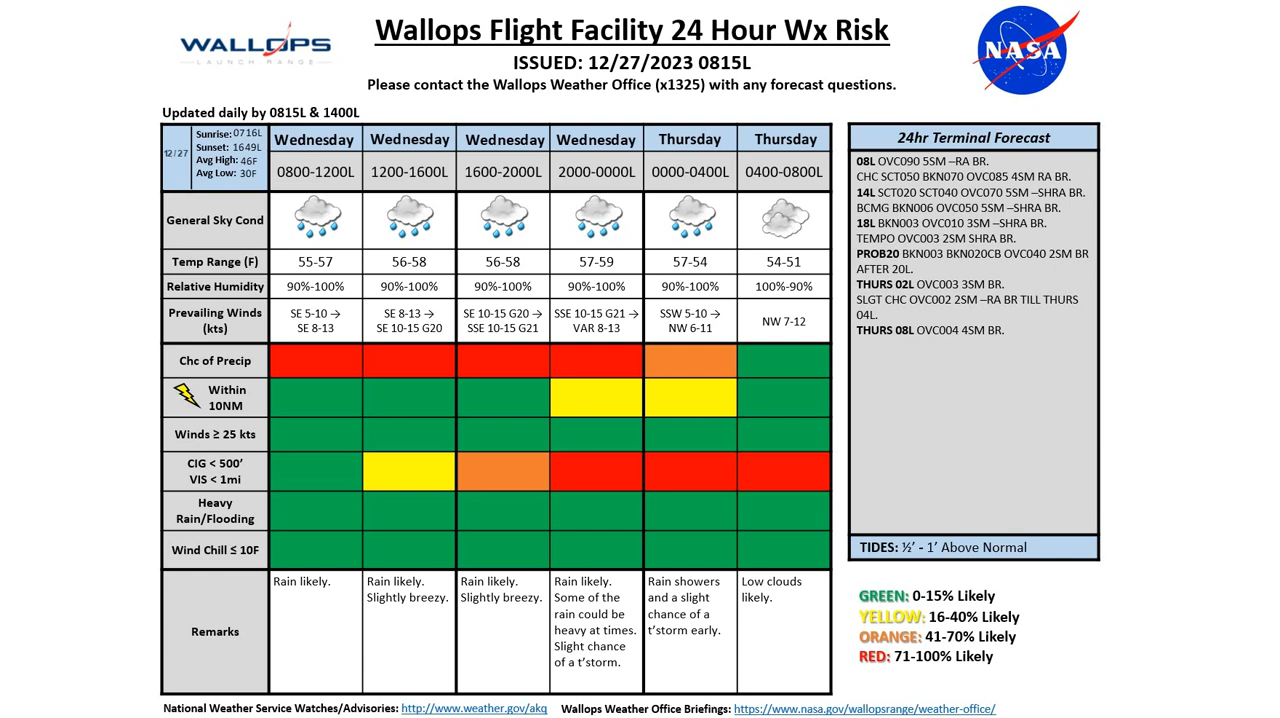 WALLOPS
LAUNCH RANGE
Wallops Flight Facility 24 Hour Wx Risk
ISSUED: 12/27/2023 0815L
Please contact the Wallops Weather Office (x1325) with any forecast questions.
NASA
Updated daily by 0815L & 1400L
12/27
Sunrise: 0716L
Sunset: 1649L
Avg High: 46F
Avg Low: 30F
Wednesday Wednesday Wednesday Wednesday Thursday Thursday
0800-1200L 1200-1600L 1600-2000L 2000-0000L 0000-0400L 0400-0800L
General Sky Cond
Temp Range (F) 55-57 56-58 56-58 57-59 57-54 54-51
Relative Humidity 90%-100% 90%-100% 90%-100% 90%-100% 90%-100% 100%-90%
Prevailing Winds SE 5-10 → SE 8-13 → SE 10-15 G20 → SSE 10-15 G21 → SSW 5-10 → NW 7-12
(kts) SE 8-13 SE 10-15 G20 SSE 10-15 G21 VAR 8-13 NW 6-11
Chc of Precip
Within
10NM
Winds ≥ 25 kts
CIG < 500’
VIS < 1mi
Heavy
Rain/Flooding
Wind Chill ≤ 10F
Remarks
Rain likely.
Rain likely.
Slightly breezy.
Rain likely.
Slightly breezy.
Rain likely.
Some of the
rain could be
heavy at times.
Slight chance
of a t’storm.
Rain showers
and a slight
chance of a
t’storm early.
Low clouds
likely.
24hr Terminal Forecast
08L OVC090 5SM –RA BR.
CHC SCT050 BKN070 OVC085 4SM RA BR.
14L SCT020 SCT040 OVC070 5SM –SHRA BR.
BCMG BKN006 OVC050 5SM –SHRA BR.
18L BKN003 OVC010 3SM –SHRA BR.
TEMPO OVC003 2SM SHRA BR.
PROB20 BKN003 BKN020CB OVC040 2SM BR
AFTER 20L.
THURS 02L OVC003 3SM BR.
SLGT CHC OVC002 2SM –RA BR TILL THURS
04L.
THURS 08L OVC004 4SM BR.
TIDES: ½’ - 1’ Above Normal
GREEN: 0-15% Likely
YELLOW: 16-40% Likely
ORANGE: 41-70% Likely
RED: 71-100% Likely
National Weather Service Watches/Advisories: http://www.weather.gov/akq Wallops Weather Office Briefings: https://www.nasa.gov/wallopsrange/weather-office/